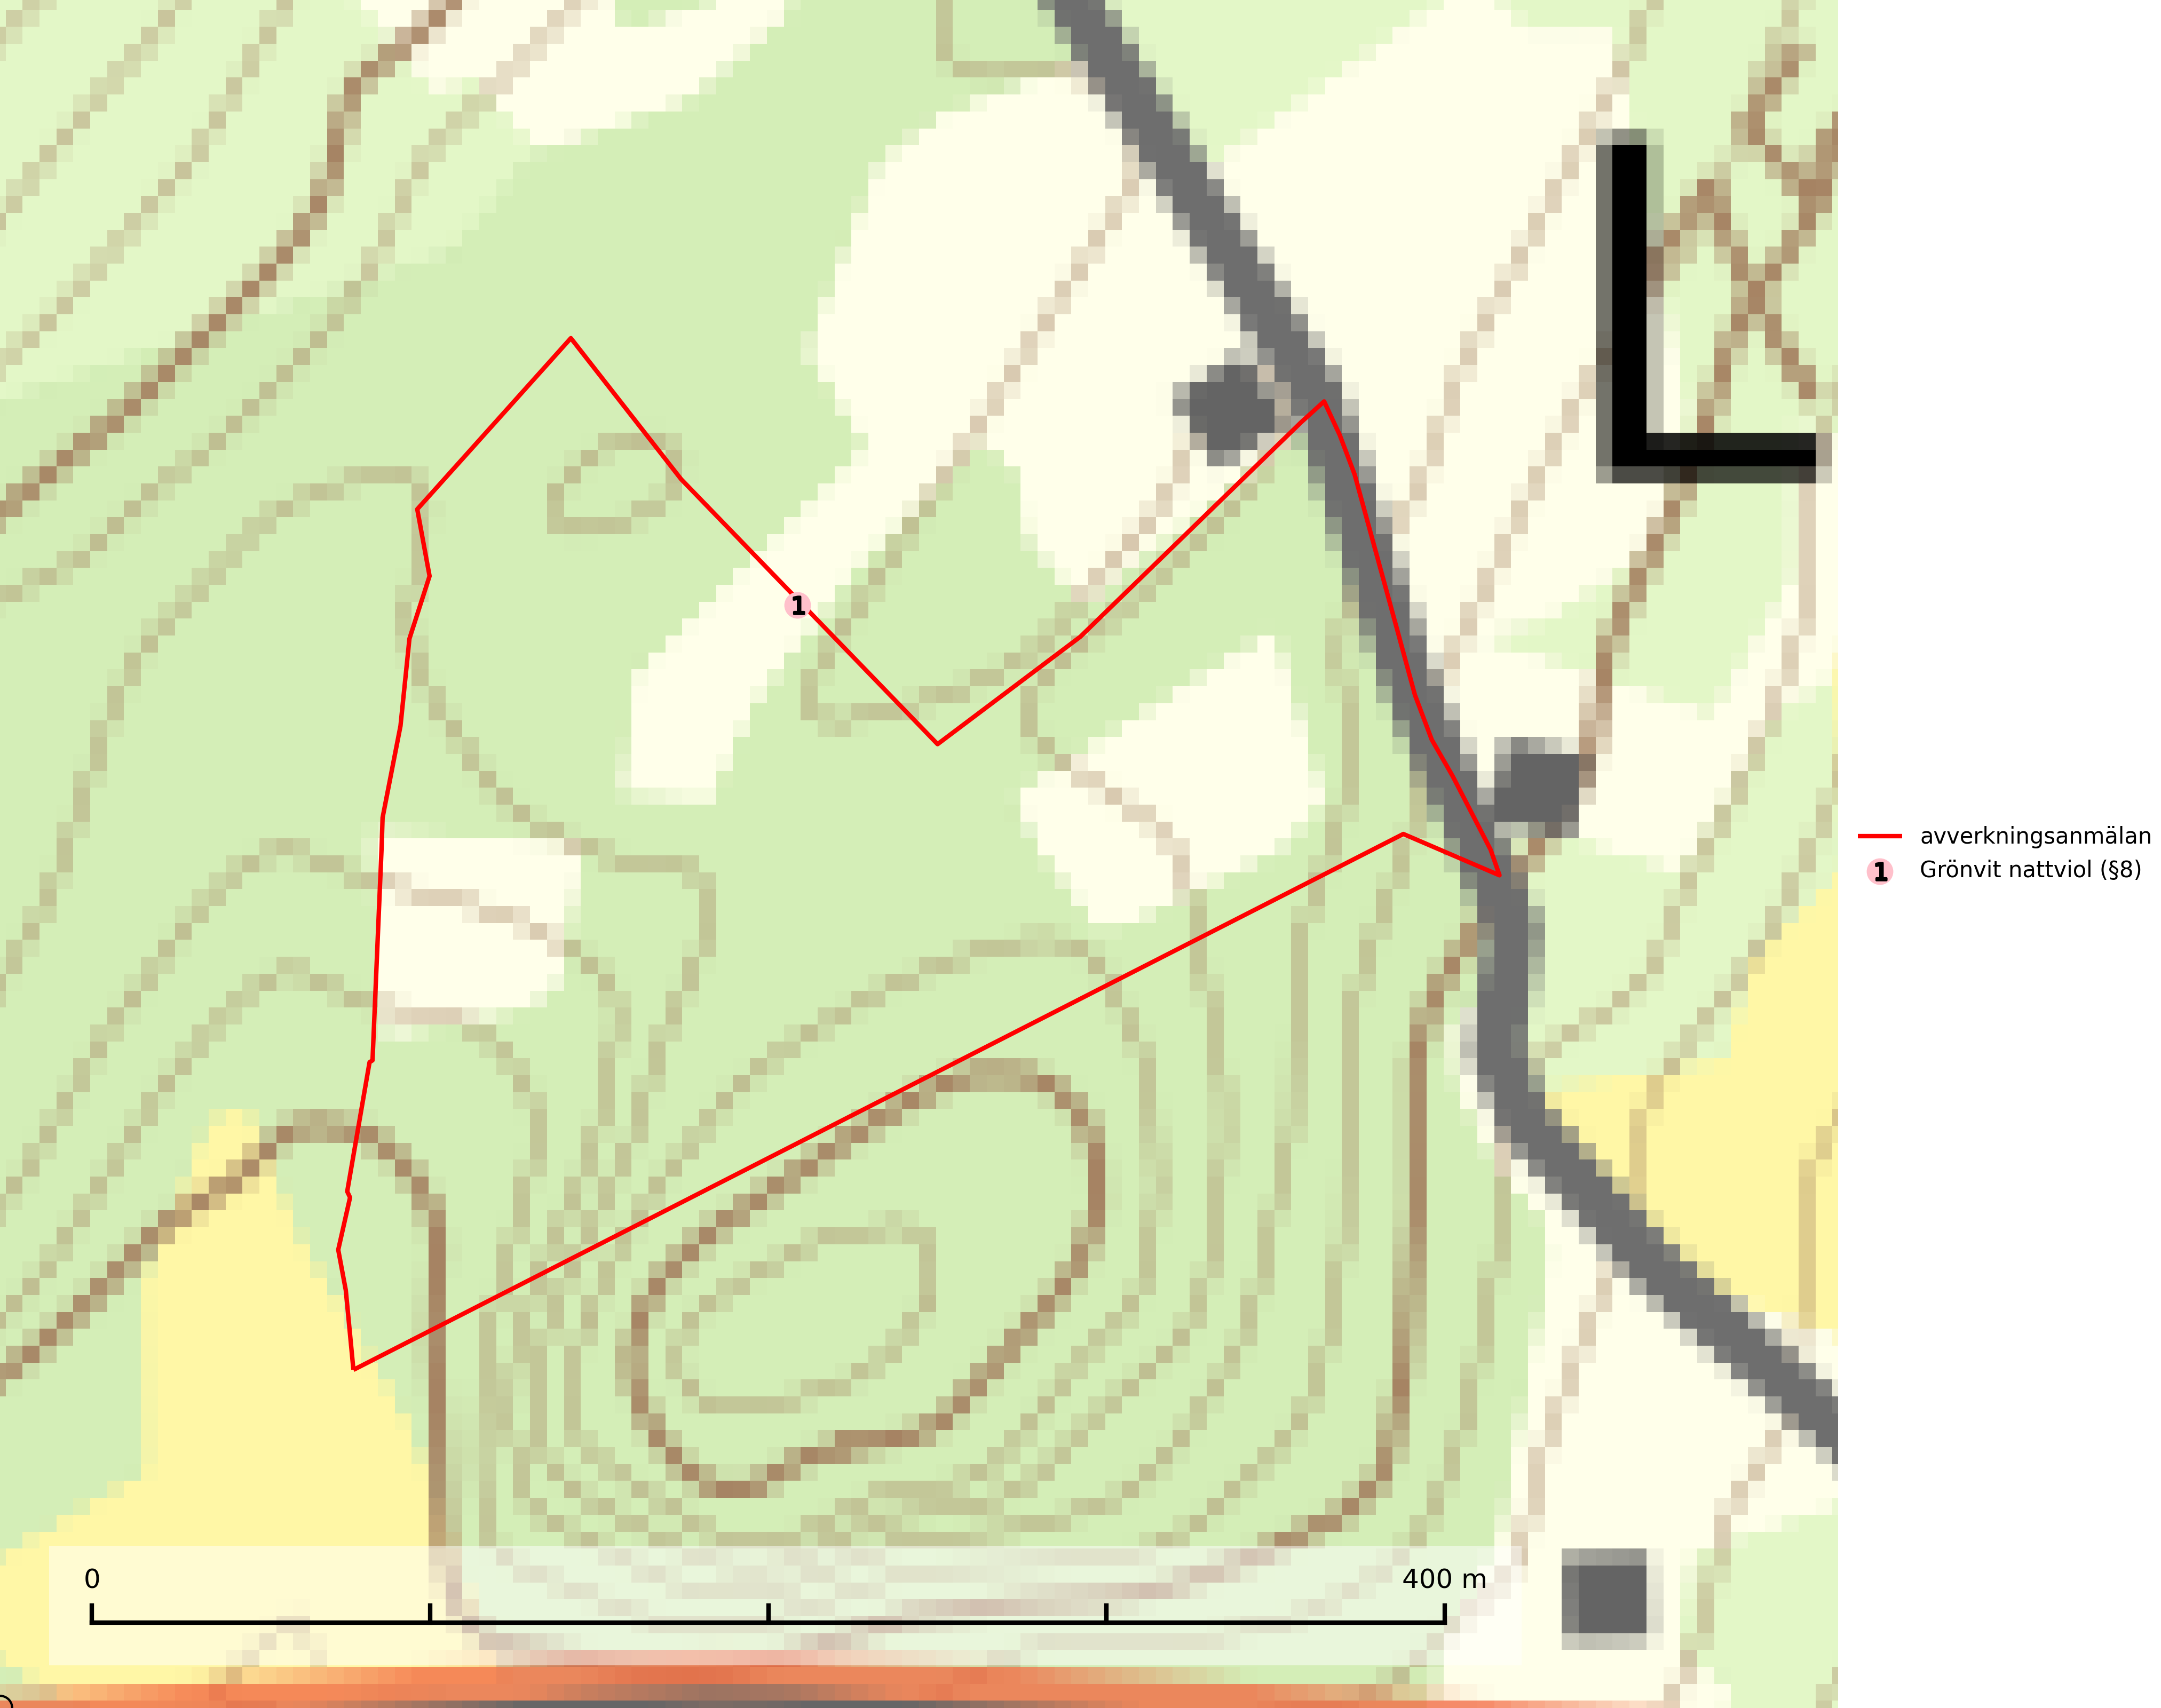 1
avverkningsanmälan
1 Grönvit nattviol (§8)
0 400 m